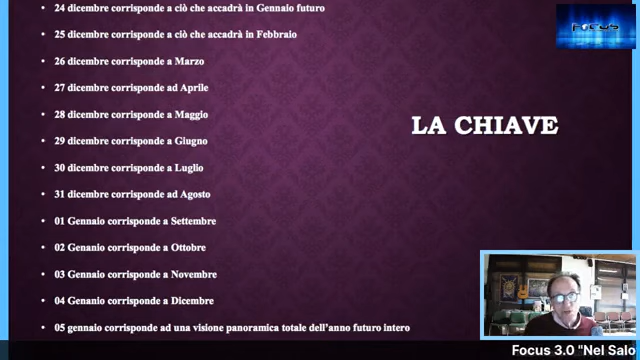 24 dicembre corrisponde a ciò che accadrà in Gennaio futuro
25 dicembre corrisponde a ciò che accadrà in Febbraio
26 dicembre corrisponde a Marzo
27 dicembre corrisponde ad Aprile
28 dicembre corrisponde a Maggio
29 dicembre corrisponde a Giugno
30 dicembre corrisponde a Luglio
31 dicembre corrisponde ad Agosto
01 Gennaio corrisponde a Settembre
02 Genanio corrisponde a Ottobre
03 Gennaio corrisponde a Novembre
04 Genanio corrisponde a Dicembre
05 gennaio corrisponde ad una visione panoramica totale dell'anno futuro intero
LA CHIAVE
FOCUS
Focus 3.0 “Nel Salo